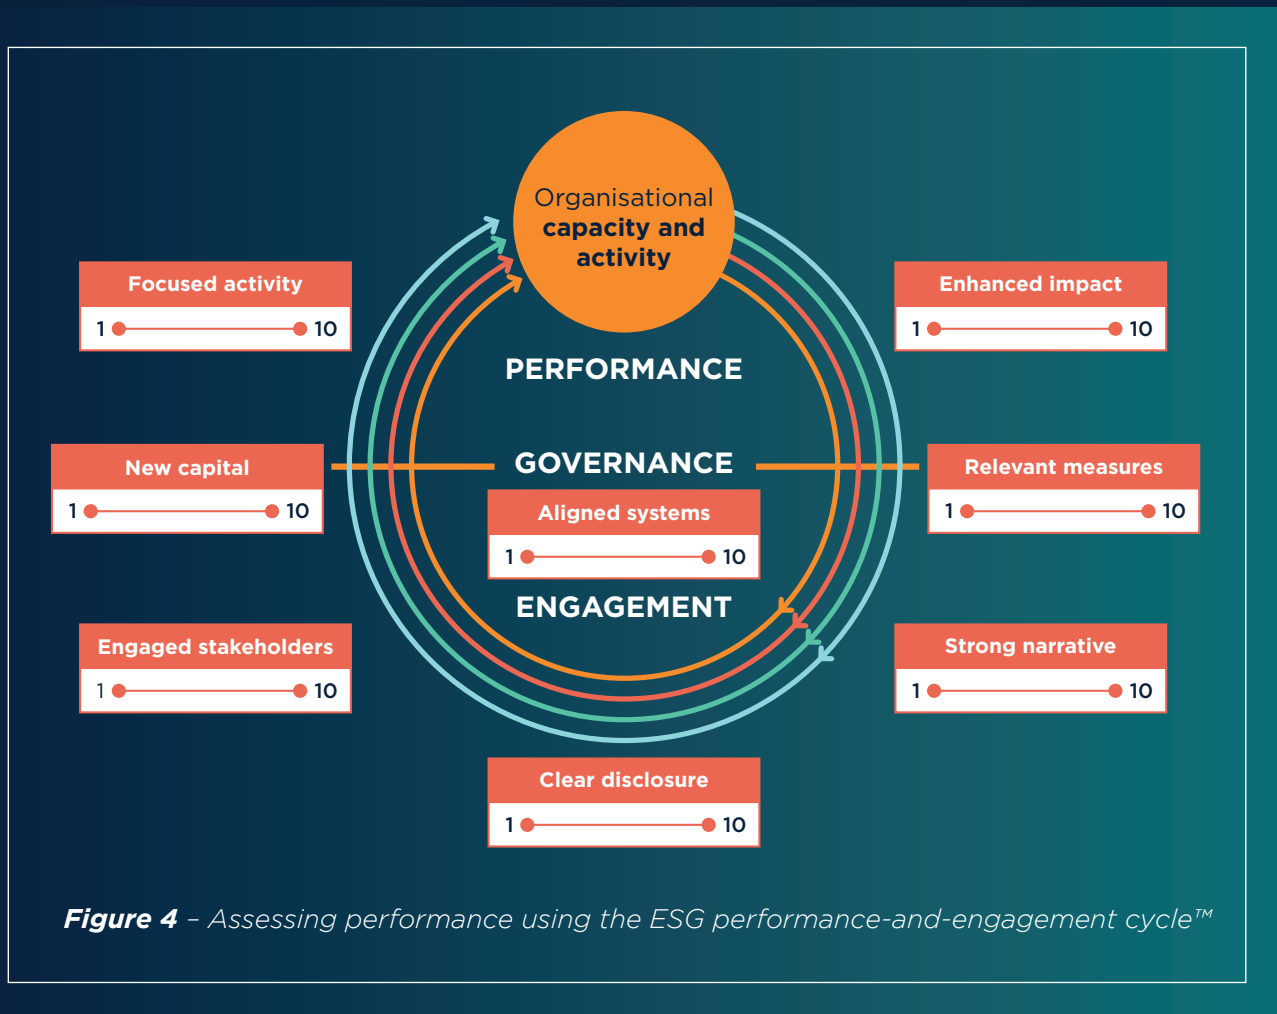 Organisational
capacity and
activity
Focused activity
1 10
Enhanced impact
1 10
PERFORMANCE
New capital
1 10
GOVERNANCE
Aligned systems
1 10
Relevant measures
1 10
ENGAGEMENT
Engaged stakeholders
1 10
Strong narrative
1 10
Clear disclosure
1 10
Figure 4 – Assessing performance using the ESG performance-and-engagement cycle™